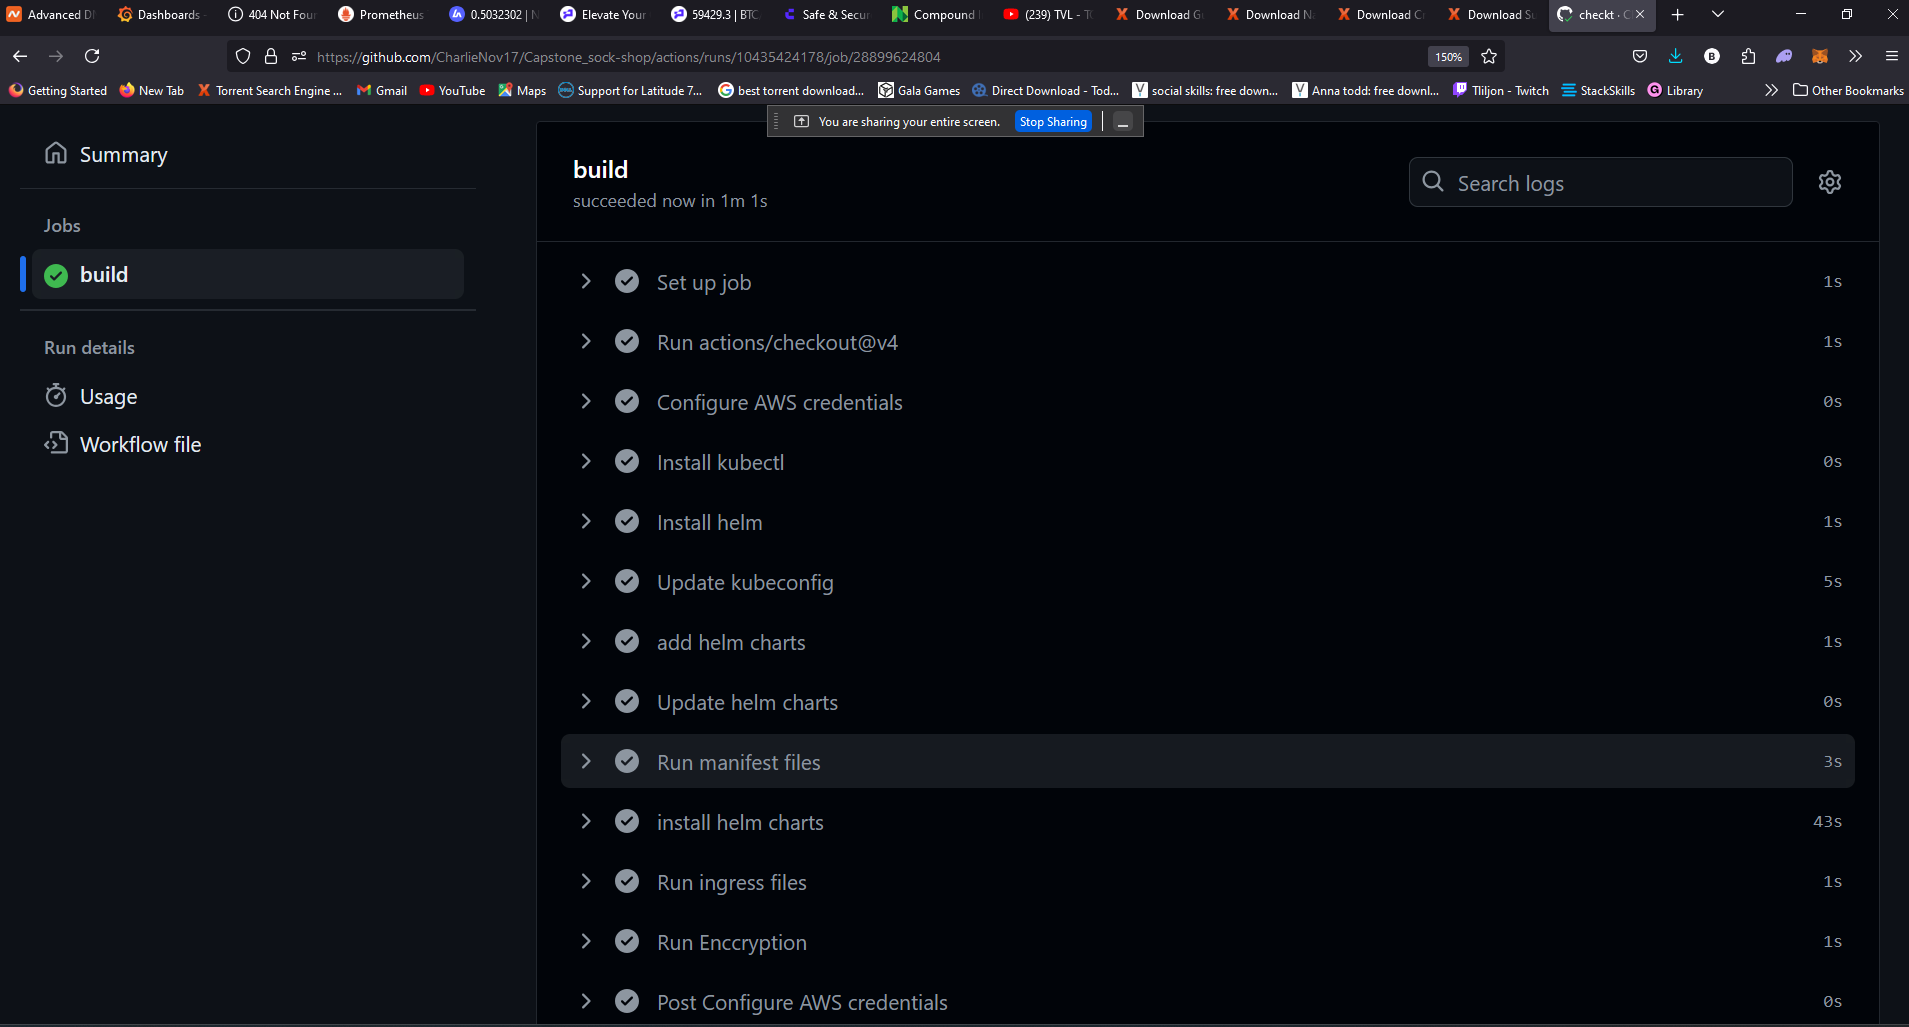 Advanced D
Dashboards
404 Not Four
Prometheus
0.5032302 | N
Elevate Your
59429.3 | BTC
Safe & Secur
Compound
(239) TVL - T
Download G
Download N
Download C
Download Su
checkt · C
https://github.com/CharlieNov17/Capstone_sock-shop/actions/runs/10435424178/job/28899624804
150%
Getting Started
New Tab
Torrent Search Engine ...
Gmail
YouTube
Maps
Support for Latitude 7...
best torrent download...
Gala Games
Direct Download - Tod...
social skills: free down...
Anna todd: free downl...
Tliljon - Twitch
StackSkills
Library
Other Bookmarks
You are sharing your entire screen.
Stop Sharing
Summary
Jobs
build
Run details
Usage
Workflow file
build
succeeded now in 1m 1s
Search logs
Set up job 1s
Run actions/checkout@v4 1s
Configure AWS credentials 0s
Install kubectl 0s
Install helm 1s
Update kubeconfig 5s
add helm charts 1s
Update helm charts 0s
Run manifest files 3s
install helm charts 43s
Run ingress files 1s
Run Enccryption 1s
Post Configure AWS credentials 0s